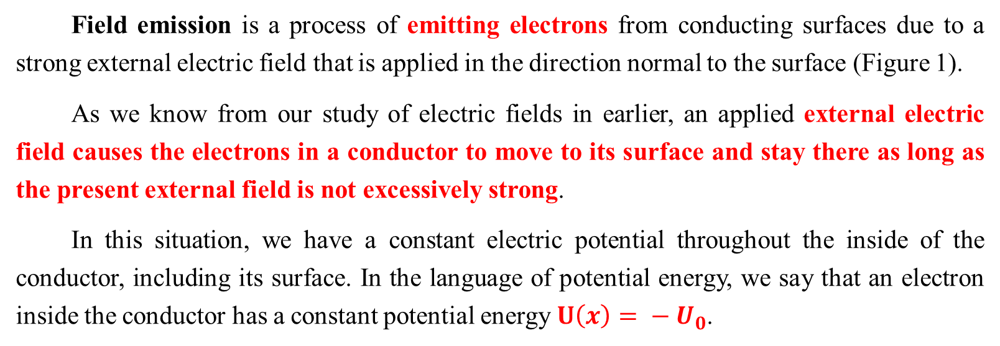 Field emission is a process of emitting electrons from conducting surfaces due to a
strong external electric field that is applied in the direction normal to the surface (Figure 1).
As we know from our study of electric fields in earlier, an applied external electric
field causes the electrons in a conductor to move to its surface and stay there as long as
the present external field is not excessively strong.
In this situation, we have a constant electric potential throughout the inside of the
conductor, including its surface. In the language of potential energy, we say that an electron
inside the conductor has a constant potential energy U(x) = − U₀.